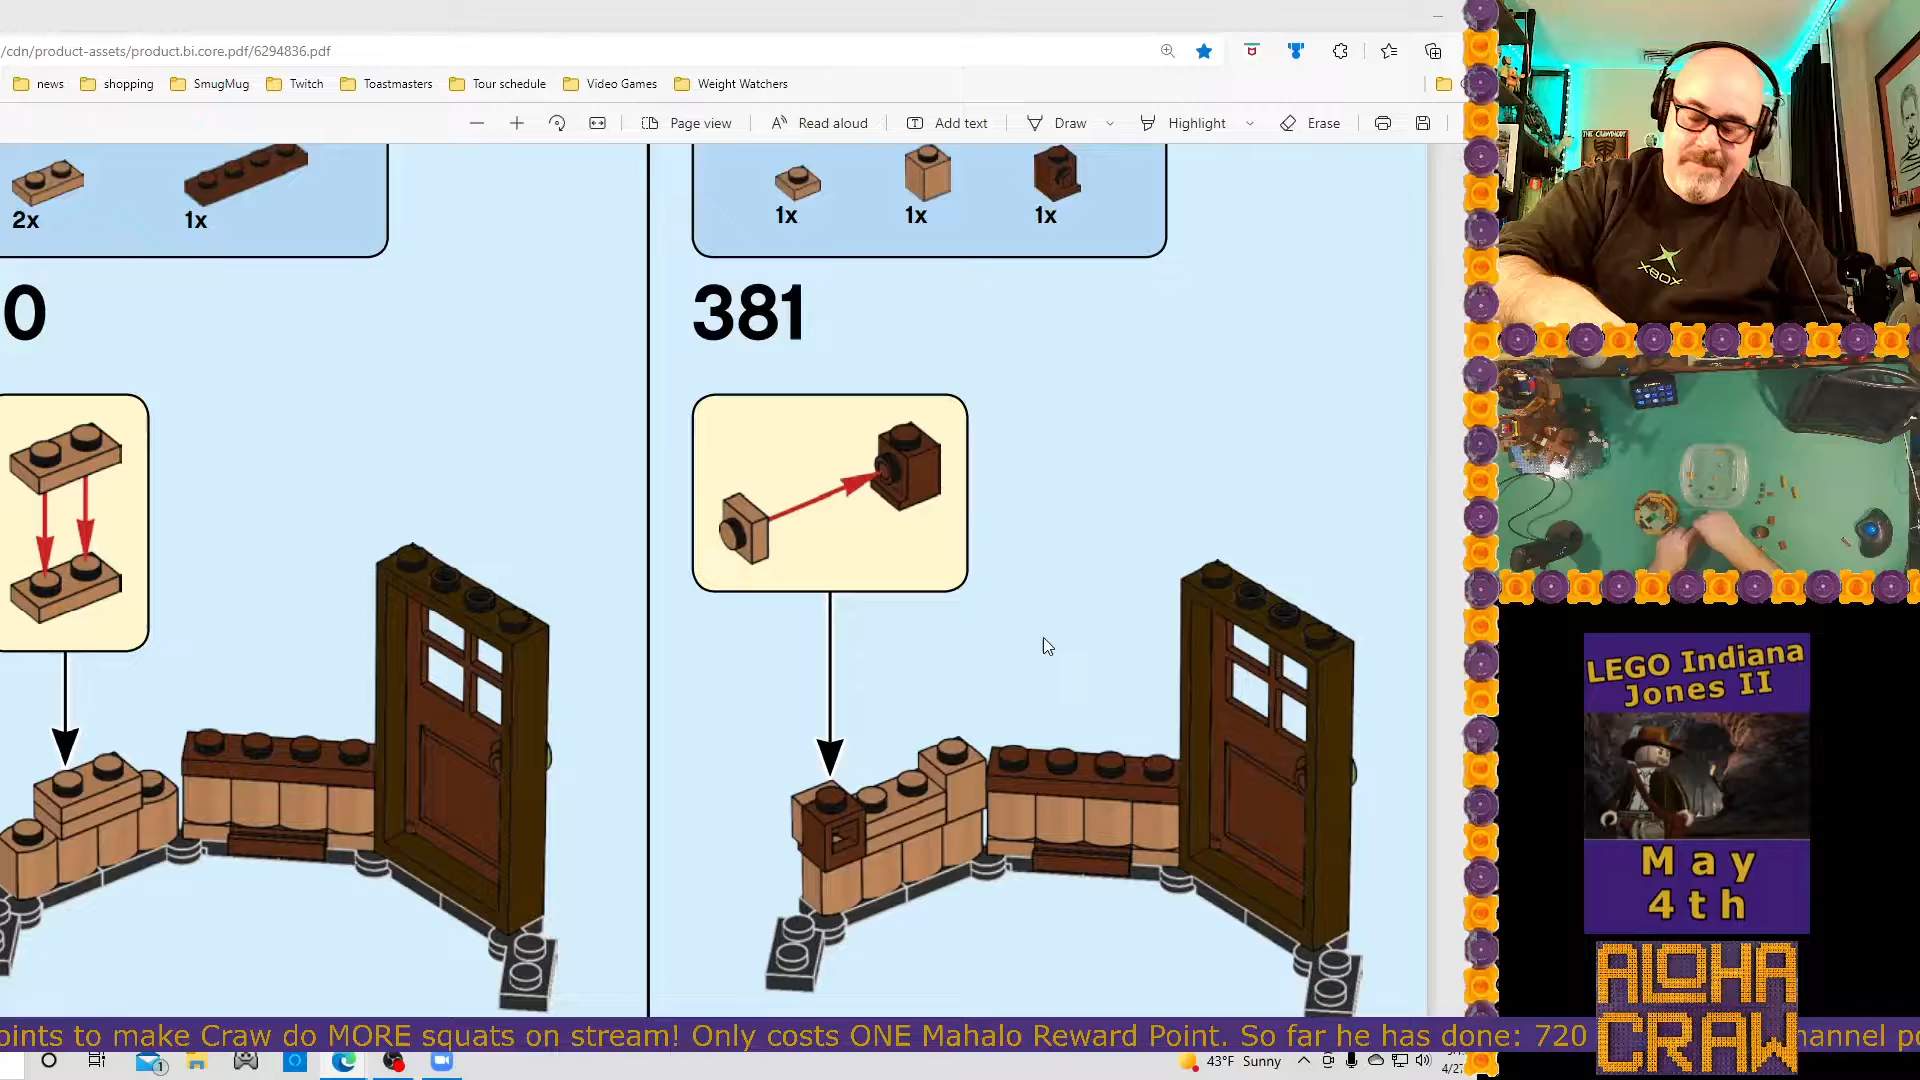 /cdn/product-assets/product.bi.core.pdf/6294836.pdf
news shopping SmugMug Twitch Toastmasters Tour schedule Video Games Weight Watchers
Page view Read aloud Add text Draw Highlight Erase
2x 1x
1x 1x 1x
0
381
XBOX
LEGO Indiana
Jones II
May
4th
ALOHA
CRAW
oints to make Craw do MORE squats on stream! Only costs ONE Mahalo Reward Point. So far he has done: 720
43°F Sunny